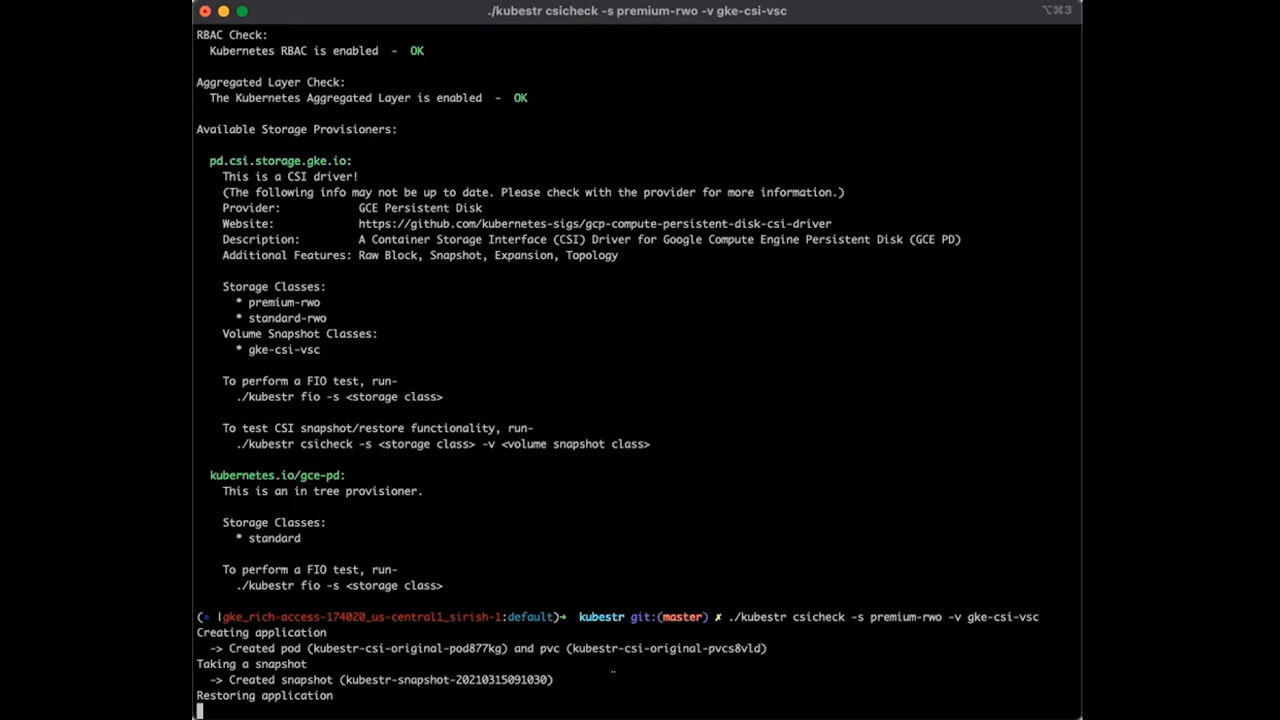 ./kubestr csicheck -s premium-rwo -v gke-csi-vsc
⌥⌘3
RBAC Check:
Kubernetes RBAC is enabled  -  OK
Aggregated Layer Check:
The Kubernetes Aggregated Layer is enabled  -  OK
Available Storage Provisioners:
pd.csi.storage.gke.io:
This is a CSI driver!
(The following info may not be up to date. Please check with the provider for more information.)
Provider:            GCE Persistent Disk
Website:             https://github.com/kubernetes-sigs/gcp-compute-persistent-disk-csi-driver
Description:         A Container Storage Interface (CSI) Driver for Google Compute Engine Persistent Disk (GCE PD)
Additional Features: Raw Block, Snapshot, Expansion, Topology
Storage Classes:
* premium-rwo
* standard-rwo
Volume Snapshot Classes:
* gke-csi-vsc
To perform a FIO test, run-
./kubestr fio -s <storage class>
To test CSI snapshot/restore functionality, run-
./kubestr csicheck -s <storage class> -v <volume snapshot class>
kubernetes.io/gce-pd:
This is an in tree provisioner.
Storage Classes:
* standard
To perform a FIO test, run-
./kubestr fio -s <storage class>
|gke_rich-access-174020_us-central1_sirish-1:default)➜  kubestr git:(master) ✗ ./kubestr csicheck -s premium-rwo -v gke-csi-vsc
Creating application
-> Created pod (kubestr-csi-original-pod877kg) and pvc (kubestr-csi-original-pvcs8vld)
Taking a snapshot
-> Created snapshot (kubestr-snapshot-20210315091030)
Restoring application